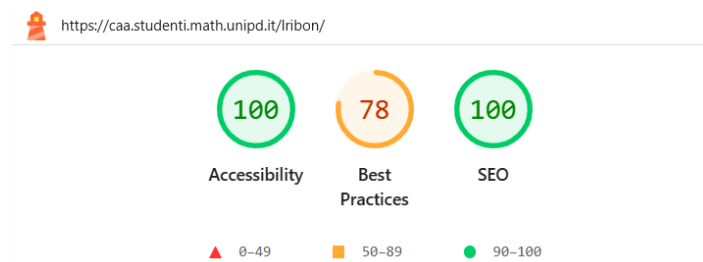 https://caa.studenti.math.unipd.it/lribon/
100 78 100
Accessibility Best Practices SEO
0–49 50–89 90–100